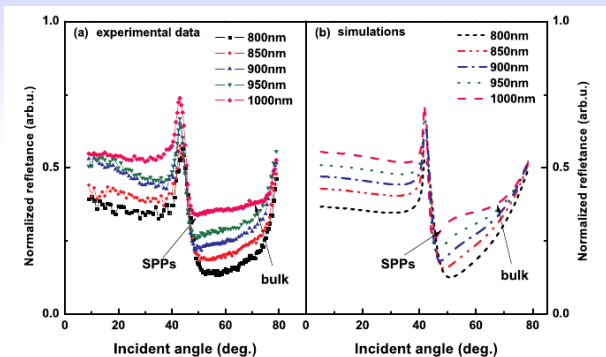 (a) experimental data
800nm
850nm
900nm
950nm
1000nm
SPPs
bulk
1.0
0.5
0.0
0 20 40 60 80
Normalized refletance (arb.u.)
Incident angle (deg.)
(b) simulations
800nm
850nm
900nm
950nm
1000nm
SPPs
bulk
1.0
0.5
0.0
0 20 40 60 80
Normalized refletance (arb.u.)
Incident angle (deg.)